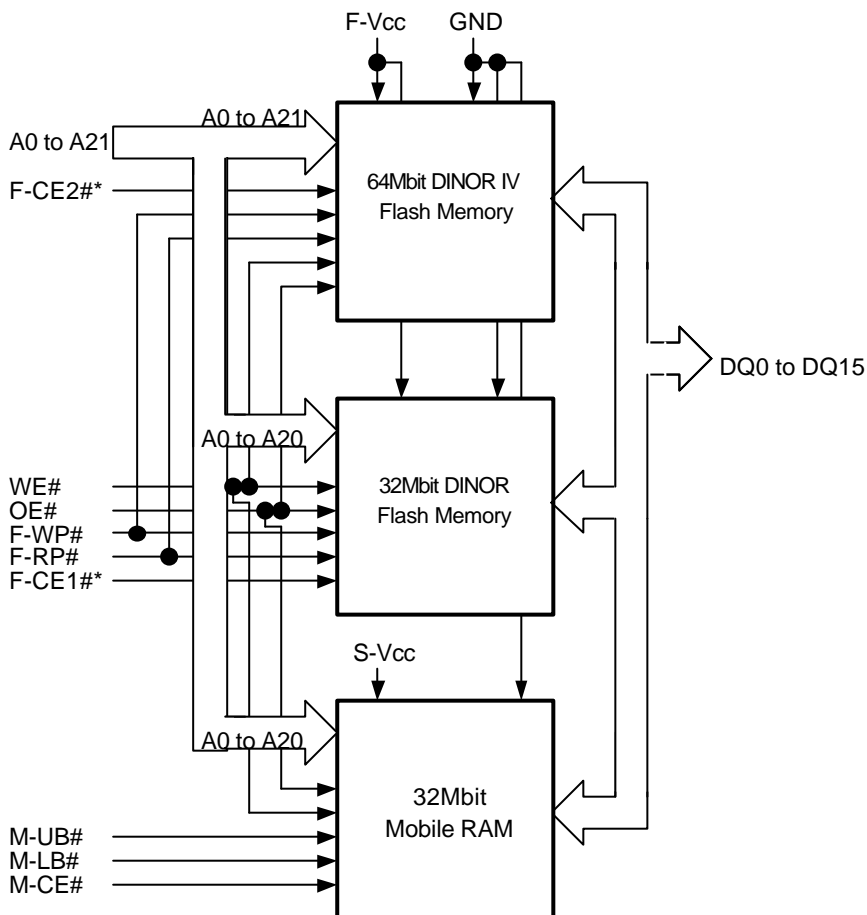 F-Vcc
GND
A0 to A21
A0 to A21
F-CE2#*
64Mbit DINOR IV
Flash Memory
DQ0 to DQ15
A0 to A20
WE#
OE#
F-WP#
F-RP#
F-CE1#*
32Mbit DINOR
Flash Memory
S-Vcc
A0 to A20
32Mbit
Mobile RAM
M-UB#
M-LB#
M-CE#